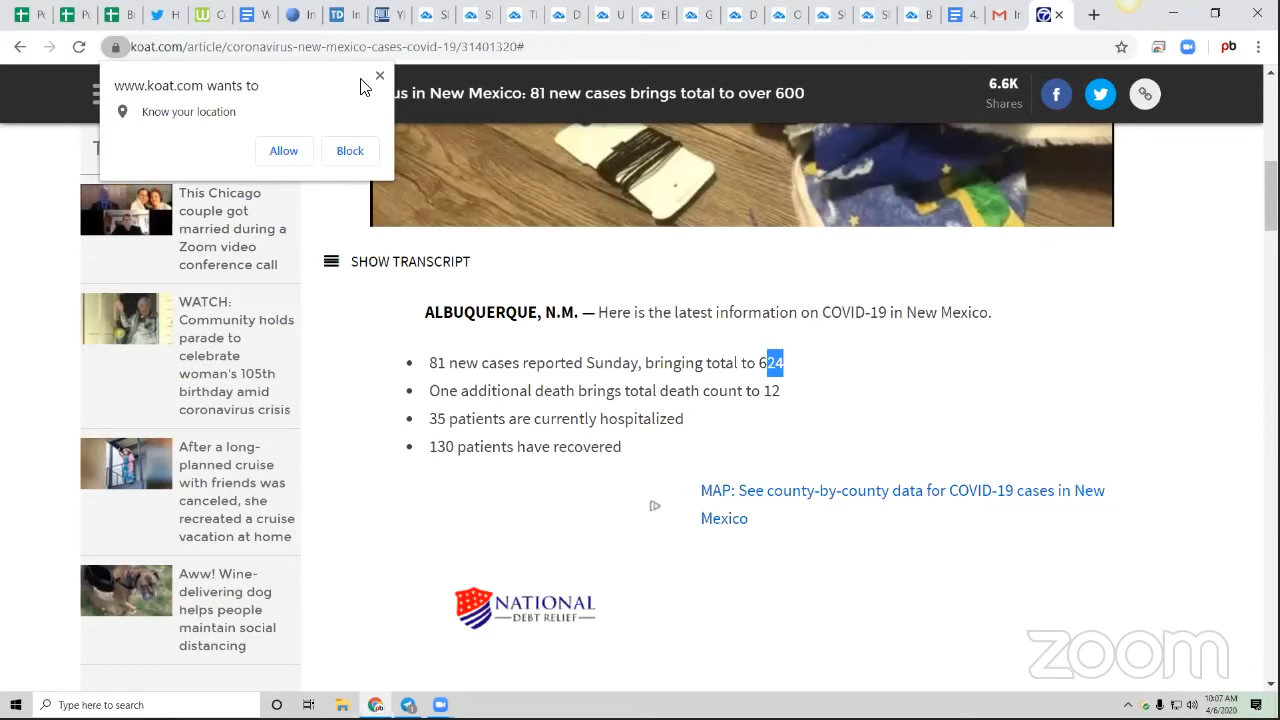 P
W
C
TD
Y
S
S
T
D
U
El
G
D
S
S
B
4.
In
koat.com/article/coronavirus-new-mexico-cases-covid-19/31401320#
pb
www.koat.com wants to
Know your location
Allow
Block
us in New Mexico: 81 new cases brings total to over 600
6.6K
Shares
T
This Chicago
couple got
married during a
Zoom video
conference call
WATCH:
Community holds
parade to
celebrate
woman's 105th
birthday amid
coronavirus crisis
After a long-
planned cruise
with friends was
canceled, she
recreated a cruise
vacation at home
Aww! Wine-
delivering dog
helps people
maintain social
distancing
SHOW TRANSCRIPT
ALBUQUERQUE, N.M. — Here is the latest information on COVID-19 in New Mexico.
• 81 new cases reported Sunday, bringing total to 624
• One additional death brings total death count to 12
• 35 patients are currently hospitalized
• 130 patients have recovered
MAP: See county-by-county data for COVID-19 cases in New
Mexico
NATIONAL
DEBT RELIEF
zoom
Type here to search
10:07 AM
4/6/2020